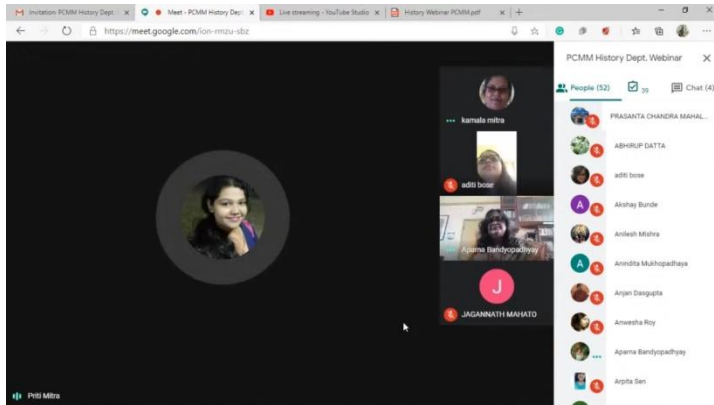 Invitation: PCMM History Dept.
Meet - PCMM History Dept
Live streaming - YouTube Studio
History Webinar PCMM.pdf
https://meet.google.com/ion-rmzu-sbz
PCMM History Dept. Webinar
People (52)
39
Chat (4)
kamala mitra
aditi bose
Aparna Bandyopadhyay
J
JAGANNATH MAHATO
Priti Mitra
PRASANTA CHANDRA MAHAL...
ABHIRUP DATTA
aditi bose
A
Akshay Bunde
Anilesh Mishra
A
Anindita Mukhopadhaya
Anjan Dasgupta
Anwesha Roy
Aparna Bandyopadhyay
Arpita Sen